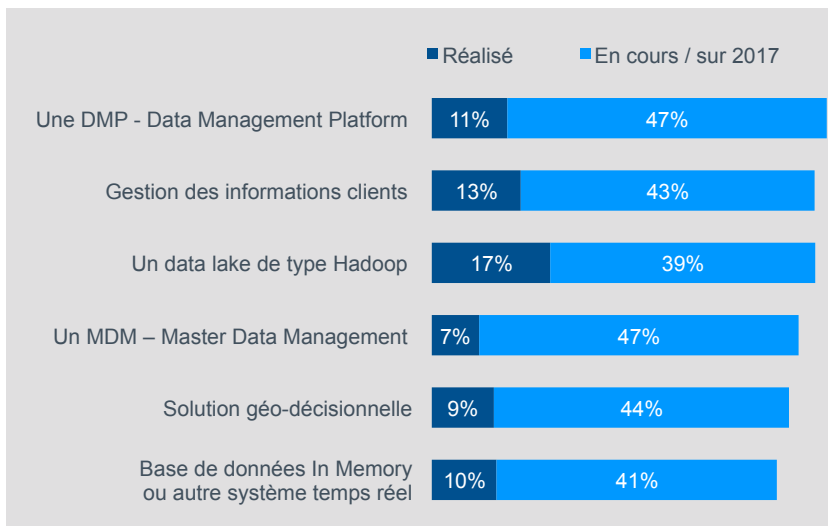 Réalisé En cours / sur 2017
Une DMP - Data Management Platform 11% 47%
Gestion des informations clients 13% 43%
Un data lake de type Hadoop 17% 39%
Un MDM – Master Data Management 7% 47%
Solution géo-décisionnelle 9% 44%
Base de données In Memory
ou autre système temps réel 10% 41%